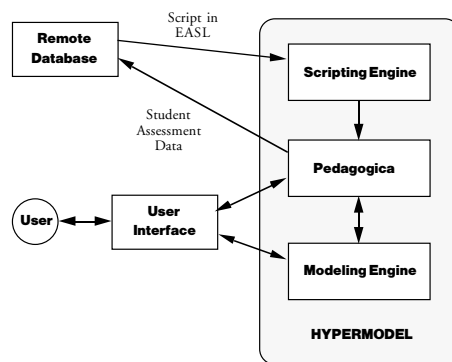 Script in
EASL
Remote
Database
Scripting Engine
Student
Assessment
Data
Pedagogica
User
User
Interface
Modeling Engine
HYPERMODEL